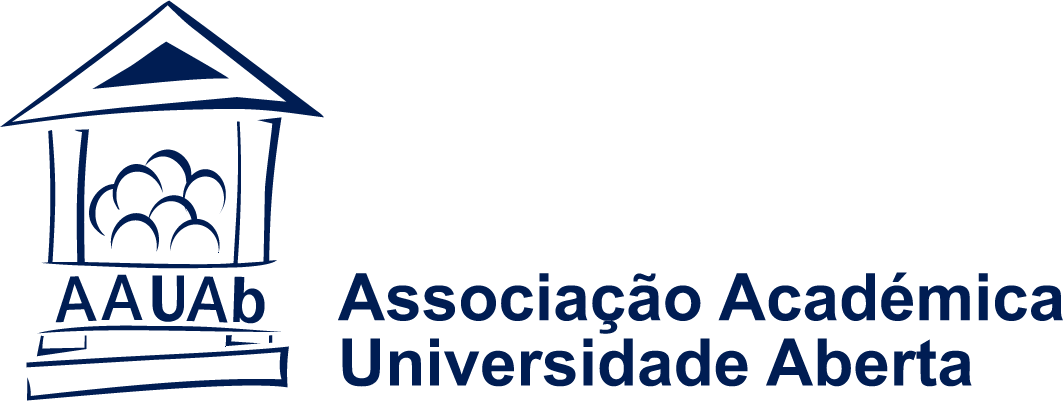 AAUAb
Associação Académica
Universidade Aberta